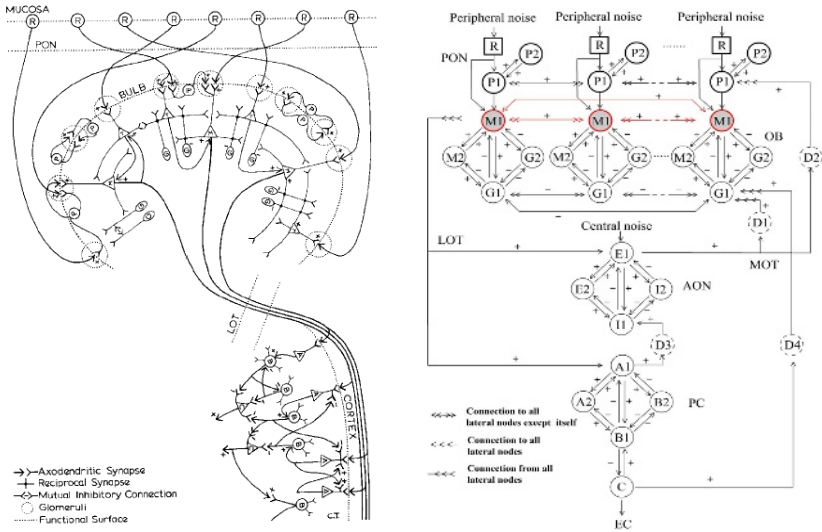 MUCOSA
R R R R R R R
PON
BULB
LOT
CORTEX
C.T.
Axodendritic Synapse
Reciprocal Synapse
Mutual Inhibitory Connection
Glomeruli
Functional Surface
Peripheral noise Peripheral noise Peripheral noise
R P2 R P2 R P2
PON
P1 P1 P1
M1 M1 M1
OB
M2 G2 M2 G2 M2 G2
D2
G1 G1 G1
D1
Central noise
LOT
MOT
E1
E2 I2
AON
I1
D3
D4
A1
A2 B2
PC
B1
C
EC
Connection to all
lateral nodes except itself
Connection to all
lateral nodes
Connection from all
lateral nodes